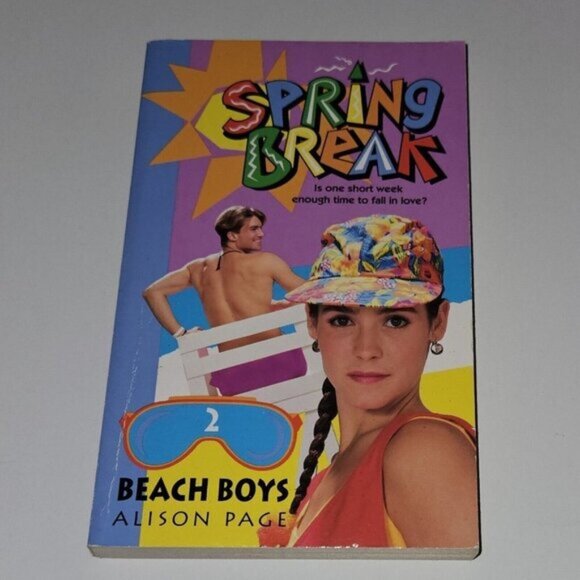 SPRING
BREAK
Is one short week
enough time to fall in love?
2
BEACH BOYS
ALISON PAGE